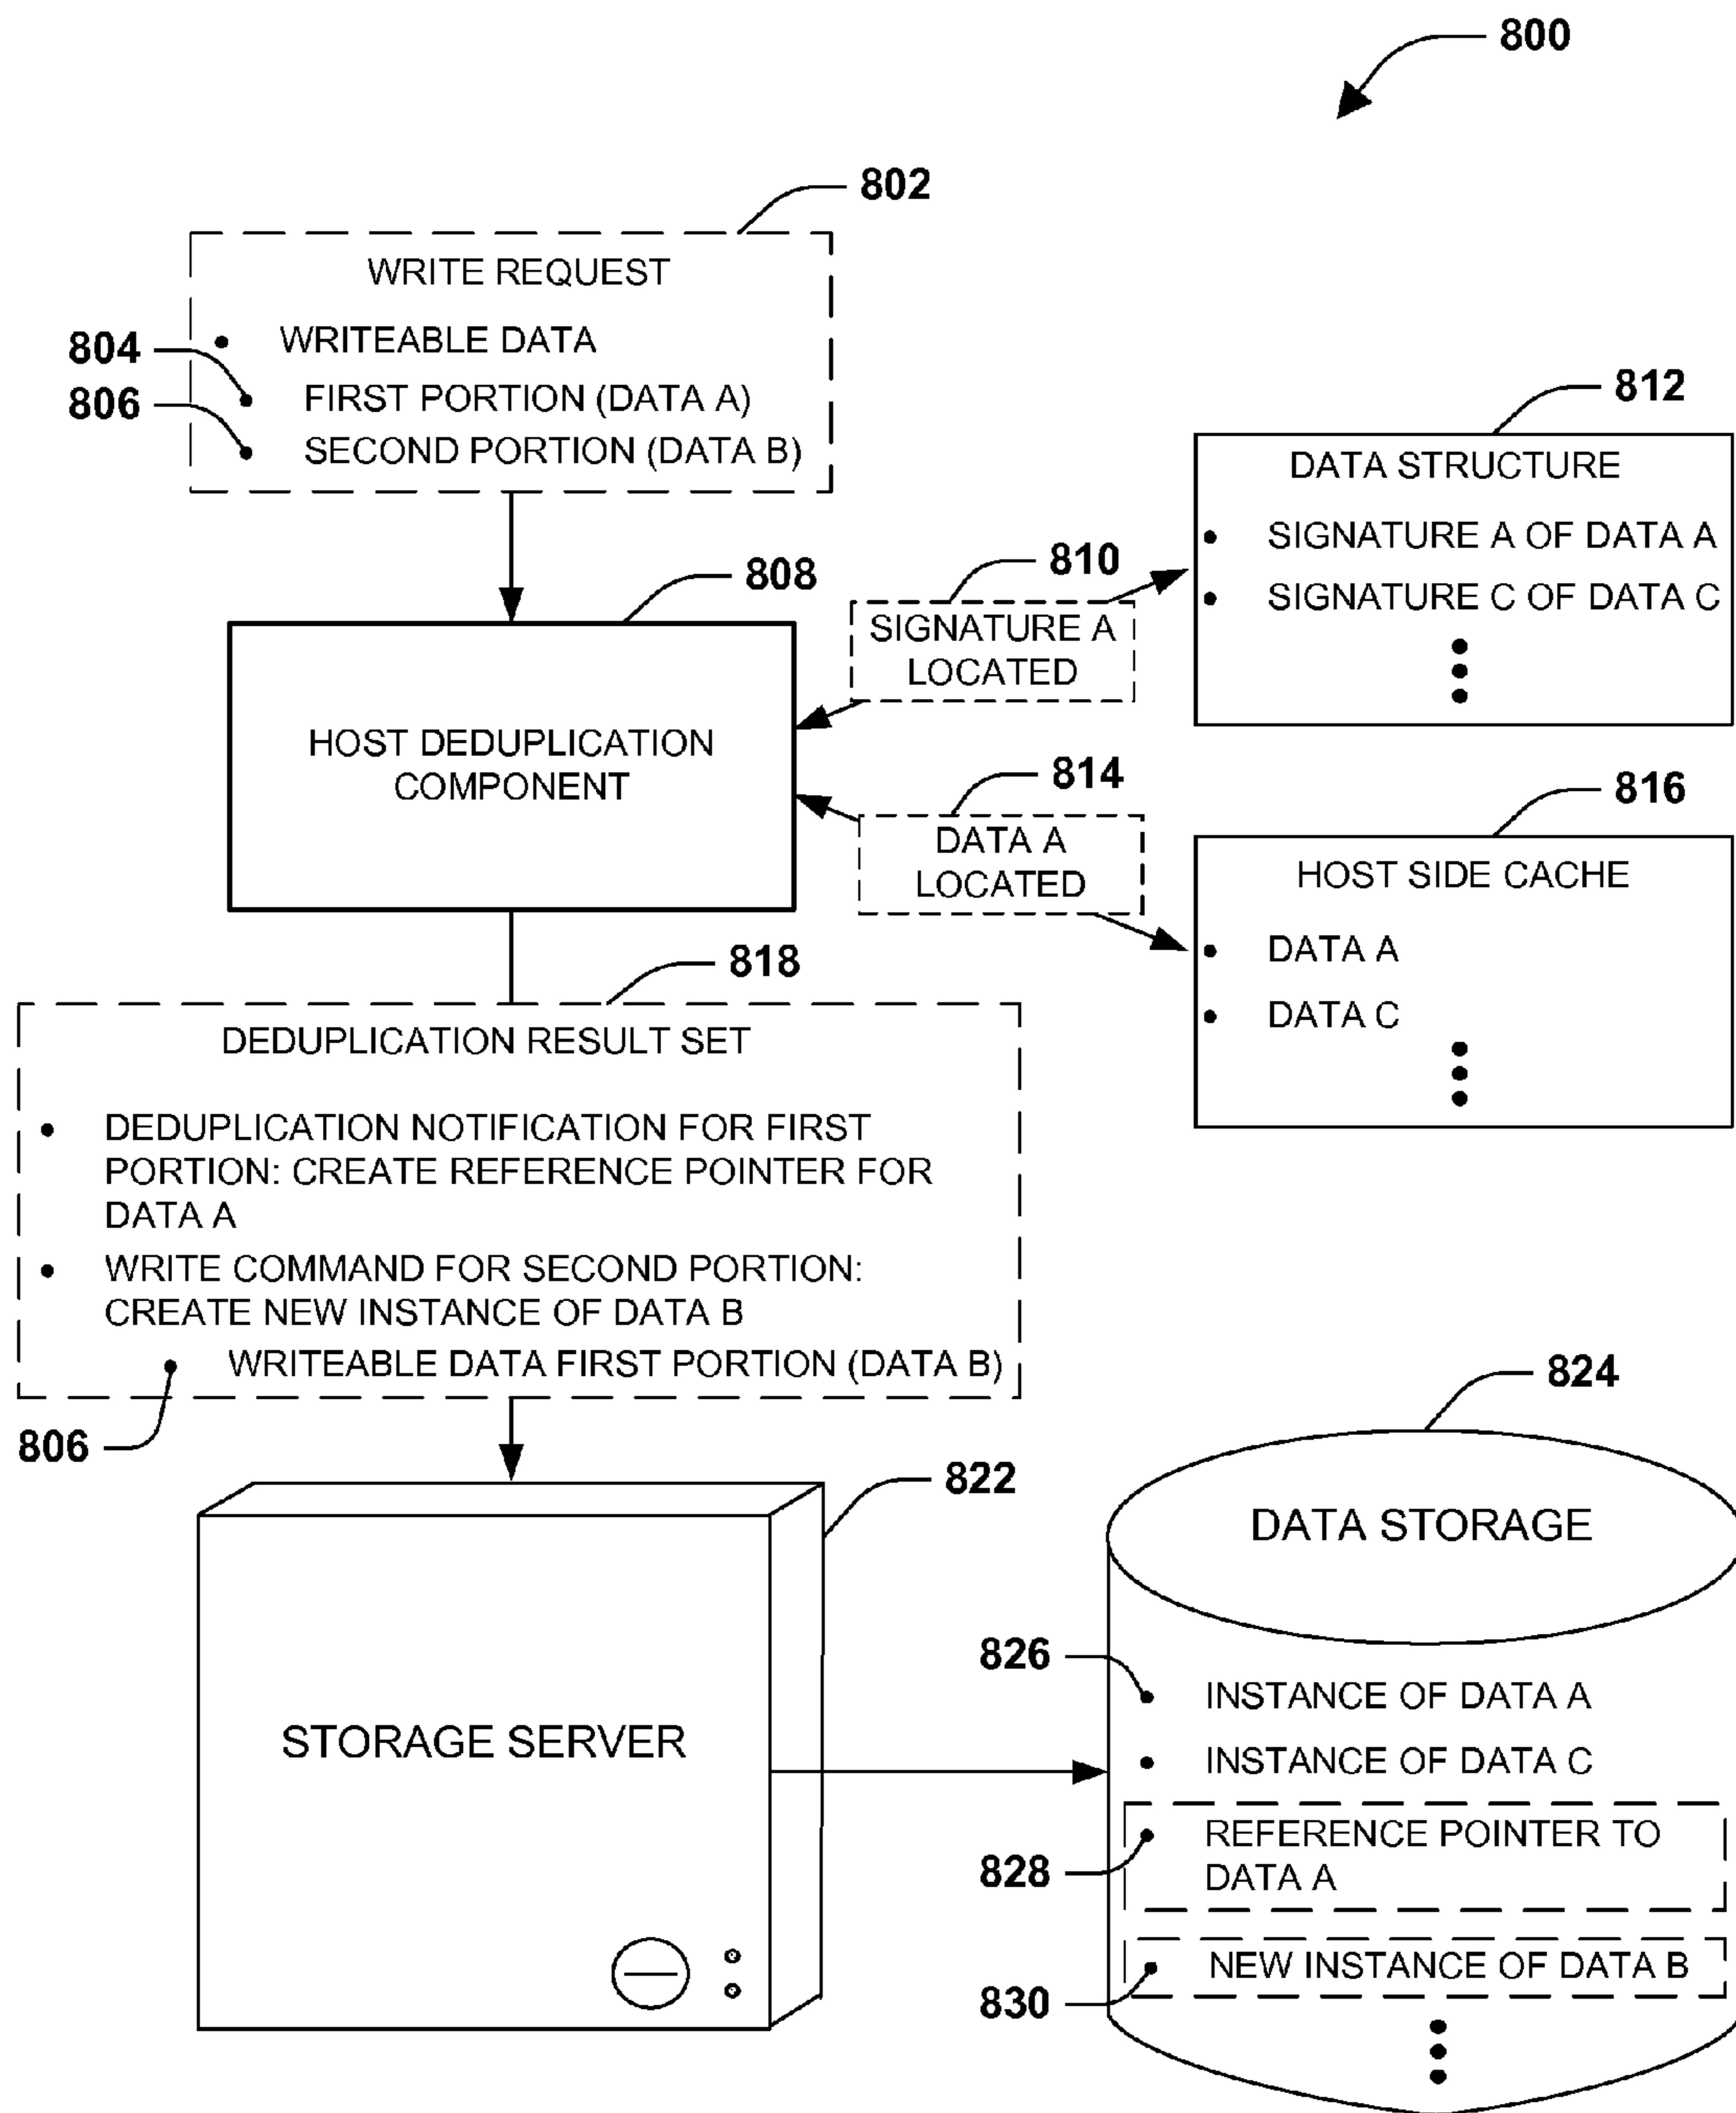 800
802
WRITE REQUEST
804
• WRITEABLE DATA
806
• FIRST PORTION (DATA A)
• SECOND PORTION (DATA B)
812
DATA STRUCTURE
• SIGNATURE A OF DATA A
• SIGNATURE C OF DATA C
810
SIGNATURE A
LOCATED
808
HOST DEDUPLICATION
COMPONENT
814
DATA A
LOCATED
816
HOST SIDE CACHE
• DATA A
• DATA C
818
DEDUPLICATION RESULT SET
• DEDUPLICATION NOTIFICATION FOR FIRST
PORTION: CREATE REFERENCE POINTER FOR
DATA A
• WRITE COMMAND FOR SECOND PORTION:
CREATE NEW INSTANCE OF DATA B
• WRITEABLE DATA FIRST PORTION (DATA B)
806
822
STORAGE SERVER
824
DATA STORAGE
826
• INSTANCE OF DATA A
• INSTANCE OF DATA C
828
• REFERENCE POINTER TO
DATA A
830
• NEW INSTANCE OF DATA B